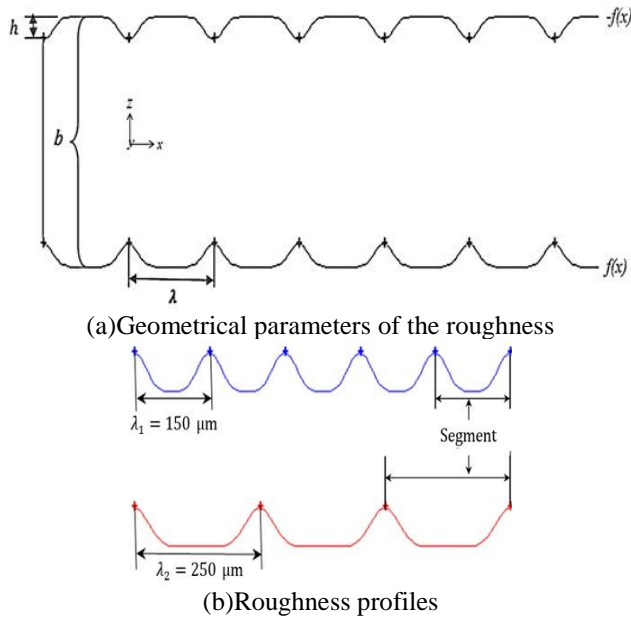 h
-f(x)
z
b
x
y
f(x)
λ
(a)Geometrical parameters of the roughness
λ₁ = 150 μm
Segment
λ₂ = 250 μm
(b)Roughness profiles